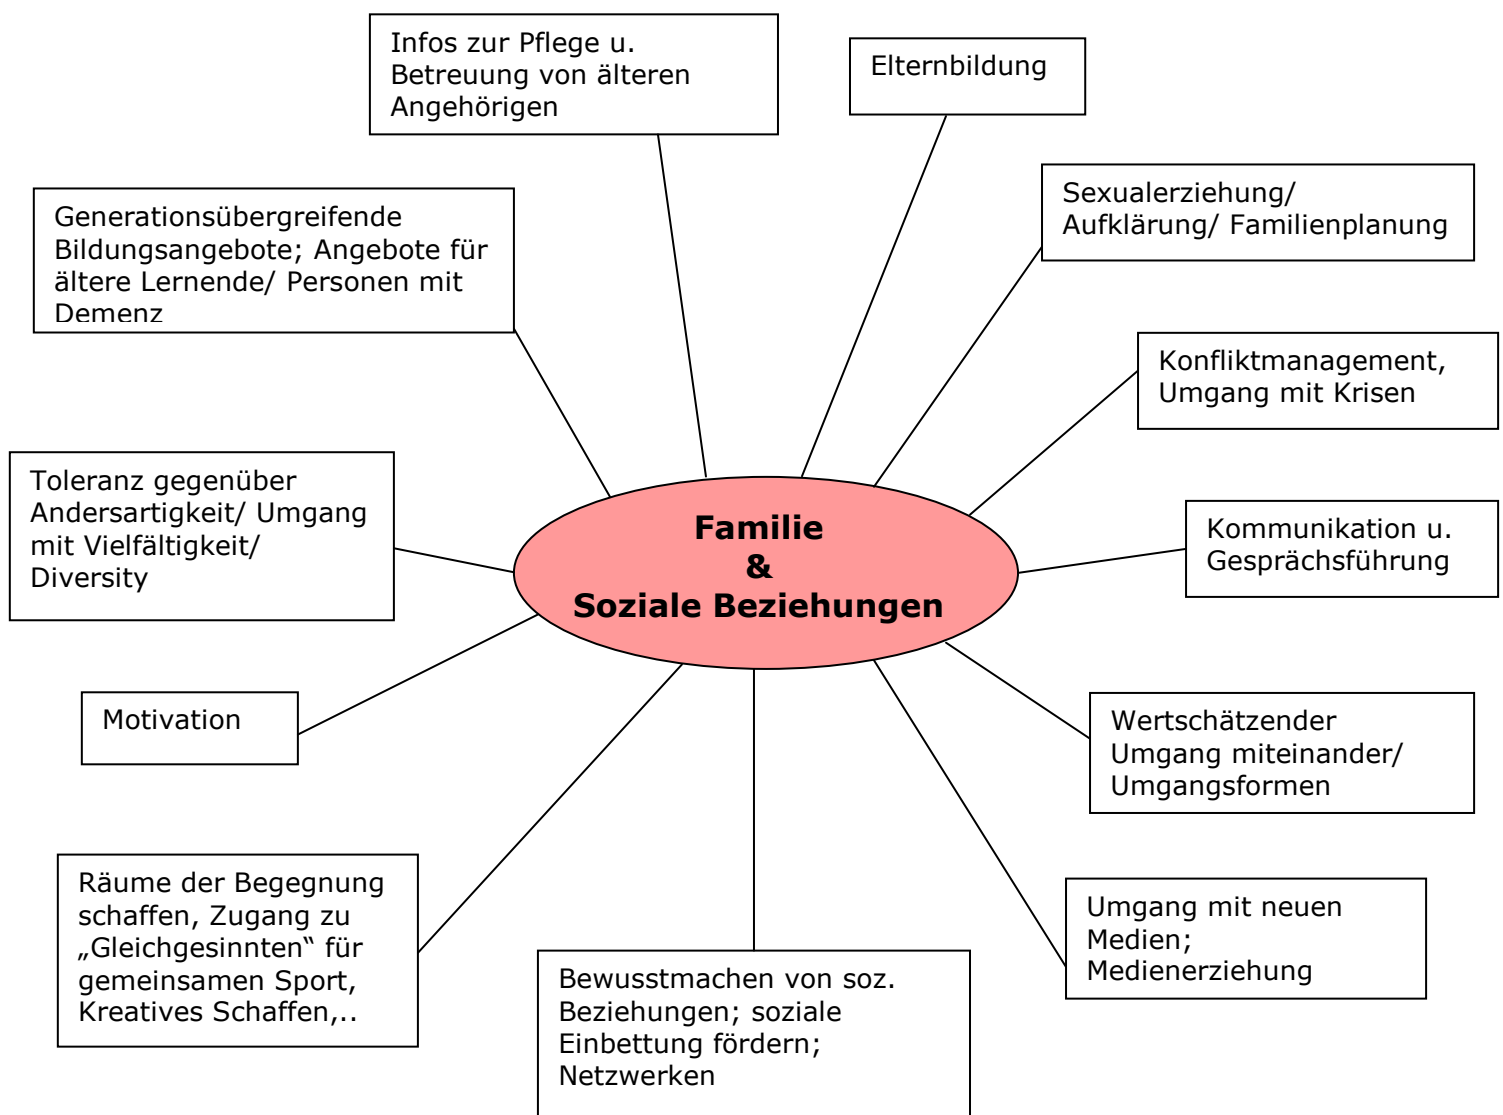 Infos zur Pflege u.
Betreuung von älteren
Angehörigen
Elternbildung
Sexualerziehung/
Aufklärung/ Familienplanung
Generationsübergreifende
Bildungsangebote; Angebote für
ältere Lernende/ Personen mit
Demenz
Konfliktmanagement,
Umgang mit Krisen
Toleranz gegenüber
Andersartigkeit/ Umgang
mit Vielfältigkeit/
Diversity
Familie
&
Soziale Beziehungen
Kommunikation u.
Gesprächsführung
Motivation
Wertschätzender
Umgang miteinander/
Umgangsformen
Räume der Begegnung
schaffen, Zugang zu
„Gleichgesinnten“ für
gemeinsamen Sport,
Kreatives Schaffen,..
Umgang mit neuen
Medien;
Medienerziehung
Bewusstmachen von soz.
Beziehungen; soziale
Einbettung fördern;
Netzwerken